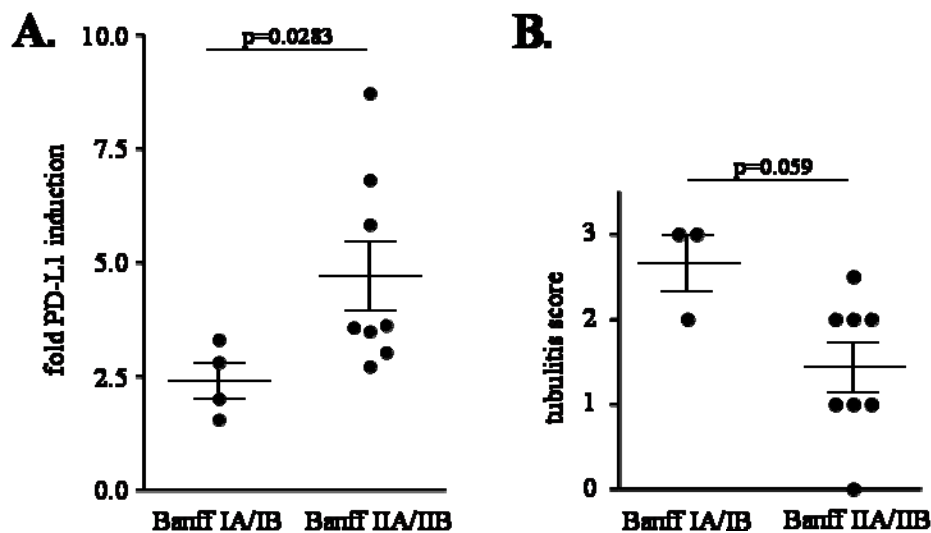 A.
p=0.0283
10.0
7.5
5.0
2.5
0.0
fold PD-L1 induction
Banff IA/IB Banff IIA/IIB
B.
p=0.059
3
2
1
0
tubulitis score
Banff IA/IB Banff IIA/IIB